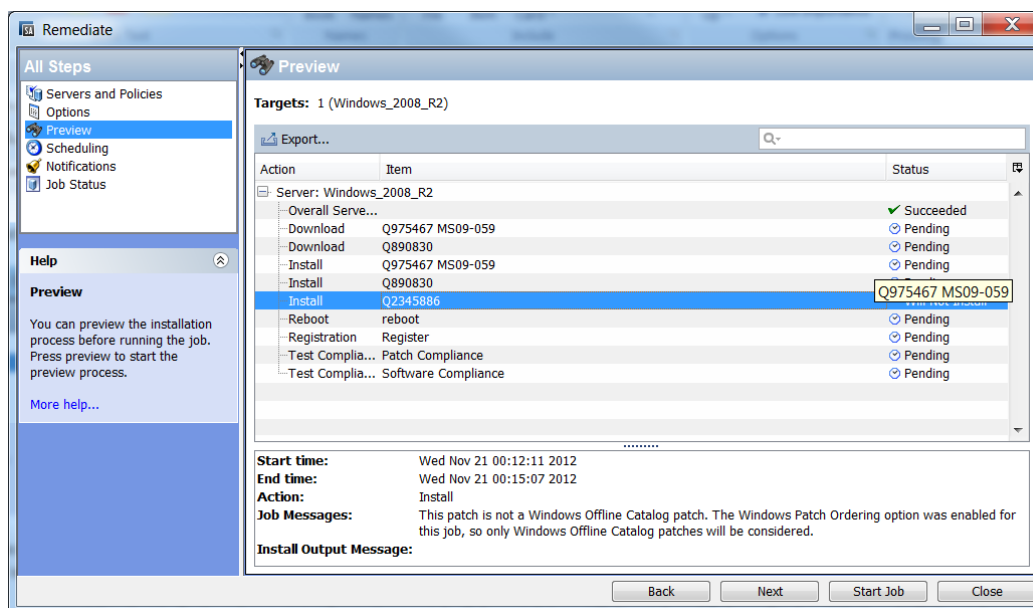 SA Remediate
All Steps
Servers and Policies
Options
Preview
Scheduling
Notifications
Job Status
Help
Preview
You can preview the installation
process before running the job.
Press preview to start the
preview process.
More help...
Preview
Targets: 1 (Windows_2008_R2)
Export...
Action Item Status
Server: Windows_2008_R2
Overall Serve... Succeeded
Download Q975467 MS09-059 Pending
Download Q890830 Pending
Install Q975467 MS09-059 Pending
Install Q890830
Q975467 MS09-059
Install Q2345886 Will Not Install
Reboot reboot Pending
Registration Register Pending
Test Complia... Patch Compliance Pending
Test Complia... Software Compliance Pending
Start time: Wed Nov 21 00:12:11 2012
End time: Wed Nov 21 00:15:07 2012
Action: Install
Job Messages: This patch is not a Windows Offline Catalog patch. The Windows Patch Ordering option was enabled for
this job, so only Windows Offline Catalog patches will be considered.
Install Output Message:
Back Next Start Job Close